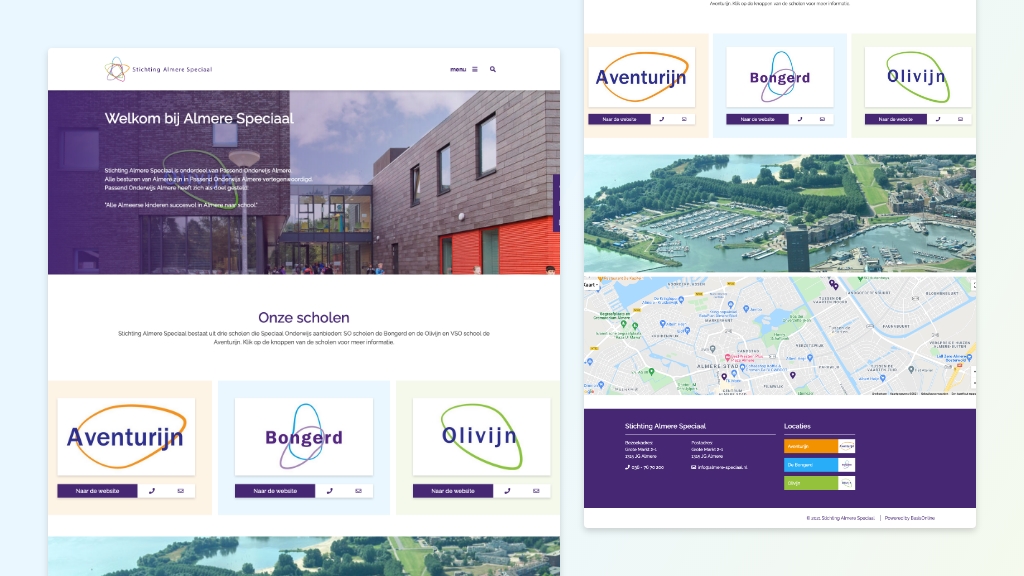 Stichting Almere Speciaal
menu
Welkom bij Almere Speciaal
Stichting Almere Speciaal is onderdeel van Passend Onderwijs Almere.
Alle besturen van Almere zijn in Passend Onderwijs Almere vertegenwoordigd.
Passend Onderwijs Almere heeft zich als doel gesteld:
"Alle Almeerse kinderen succesvol in Almere naar school."
Onze scholen
Stichting Almere Speciaal bestaat uit drie scholen die Speciaal Onderwijs aanbieden: SO scholen de Bongerd en de Olivijn en VSO school de
Aventurijn. Klik op de knoppen van de scholen voor meer informatie.
Aventurijn
Bongerd
Olivijn
Naar de website
Naar de website
Naar de website
Aventurijn. Klik op de knoppen van de scholen voor meer informatie.
Aventurijn
Bongerd
Olivijn
Naar de website
Naar de website
Naar de website
ALMERE STAD
Stichting Almere Speciaal
Locaties
Bezoekadres:
Postadres:
Grote Markt 2-1
Grote Markt 2-1
1315 JG Almere
1315 JG Almere
036 - 76 70 200
info@almere-speciaal.nl
Aventurijn
De Bongerd
Olivijn
© 2021 Stichting Almere Speciaal | Powered by BasisOnline